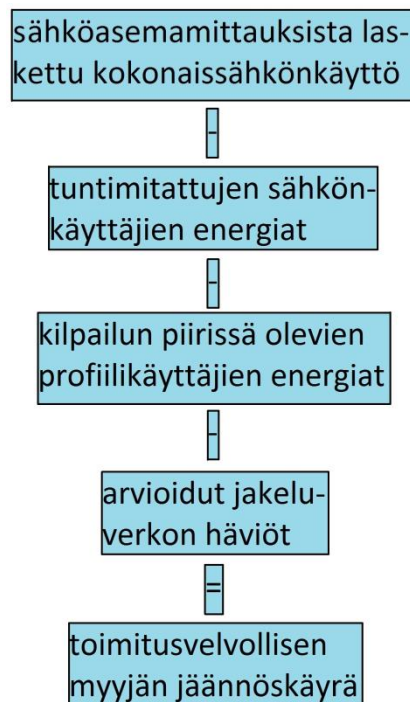 sähköasemamittauksista las-
kettu kokonaissähkönkäyttö
-
tuntimitattujen sähkön-
käyttäjien energiat
-
kilpailun piirissä olevien
profiilikäyttäjien energiat
-
arvioidut jakelu-
verkon häviöt
=
toimitusvelvollisen
myyjän jäännöskäyrä